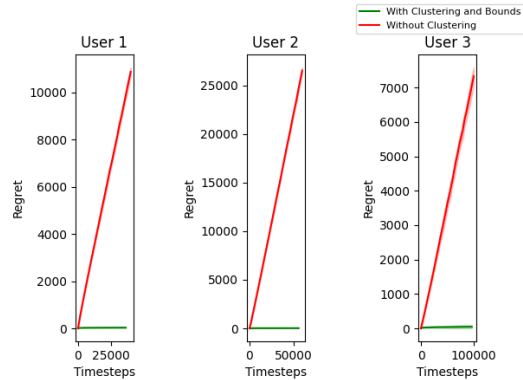 With Clustering and Bounds
Without Clustering
User 1
User 2
User 3
10000
8000
6000
4000
2000
0
Regret
0
25000
Timesteps
25000
20000
15000
10000
5000
0
Regret
0
50000
Timesteps
7000
6000
5000
4000
3000
2000
1000
0
Regret
0
100000
Timesteps